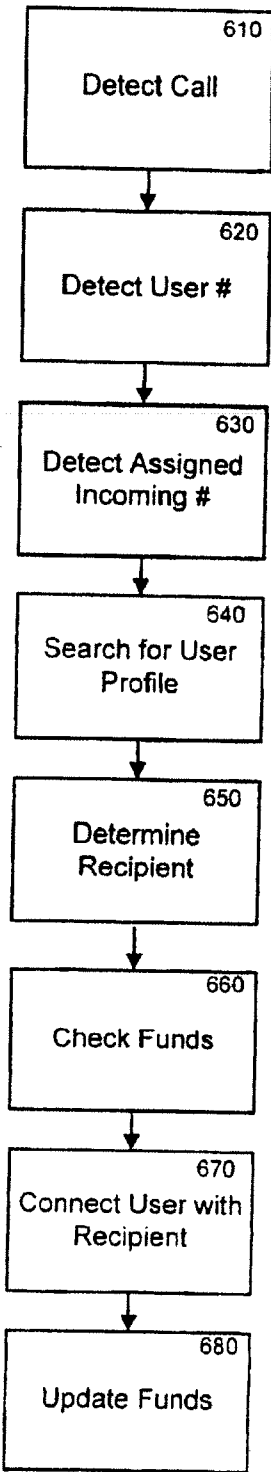 610
Detect Call
620
Detect User #
630
Detect Assigned
Incoming #
640
Search for User
Profile
650
Determine
Recipient
660
Check Funds
670
Connect User with
Recipient
680
Update Funds